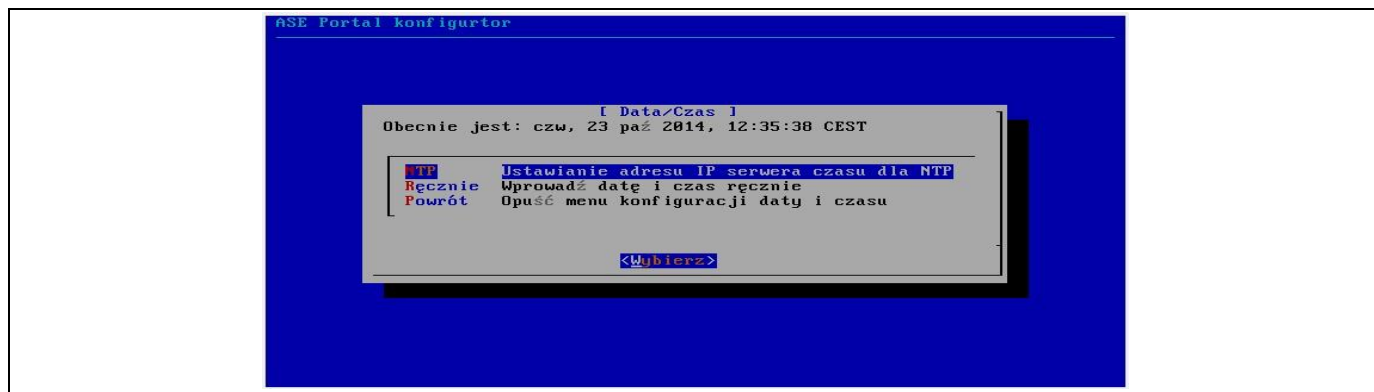 ASE Portal konfigurtor
[ Data/Czas ]
Obecnie jest: czw, 23 paź 2014, 12:35:38 CEST
NTP Ustawianie adresu IP serwera czasu dla NTP
Ręcznie Wprowadź datę i czas ręcznie
Powrót Opuść menu konfiguracji daty i czasu
<Wybierz>